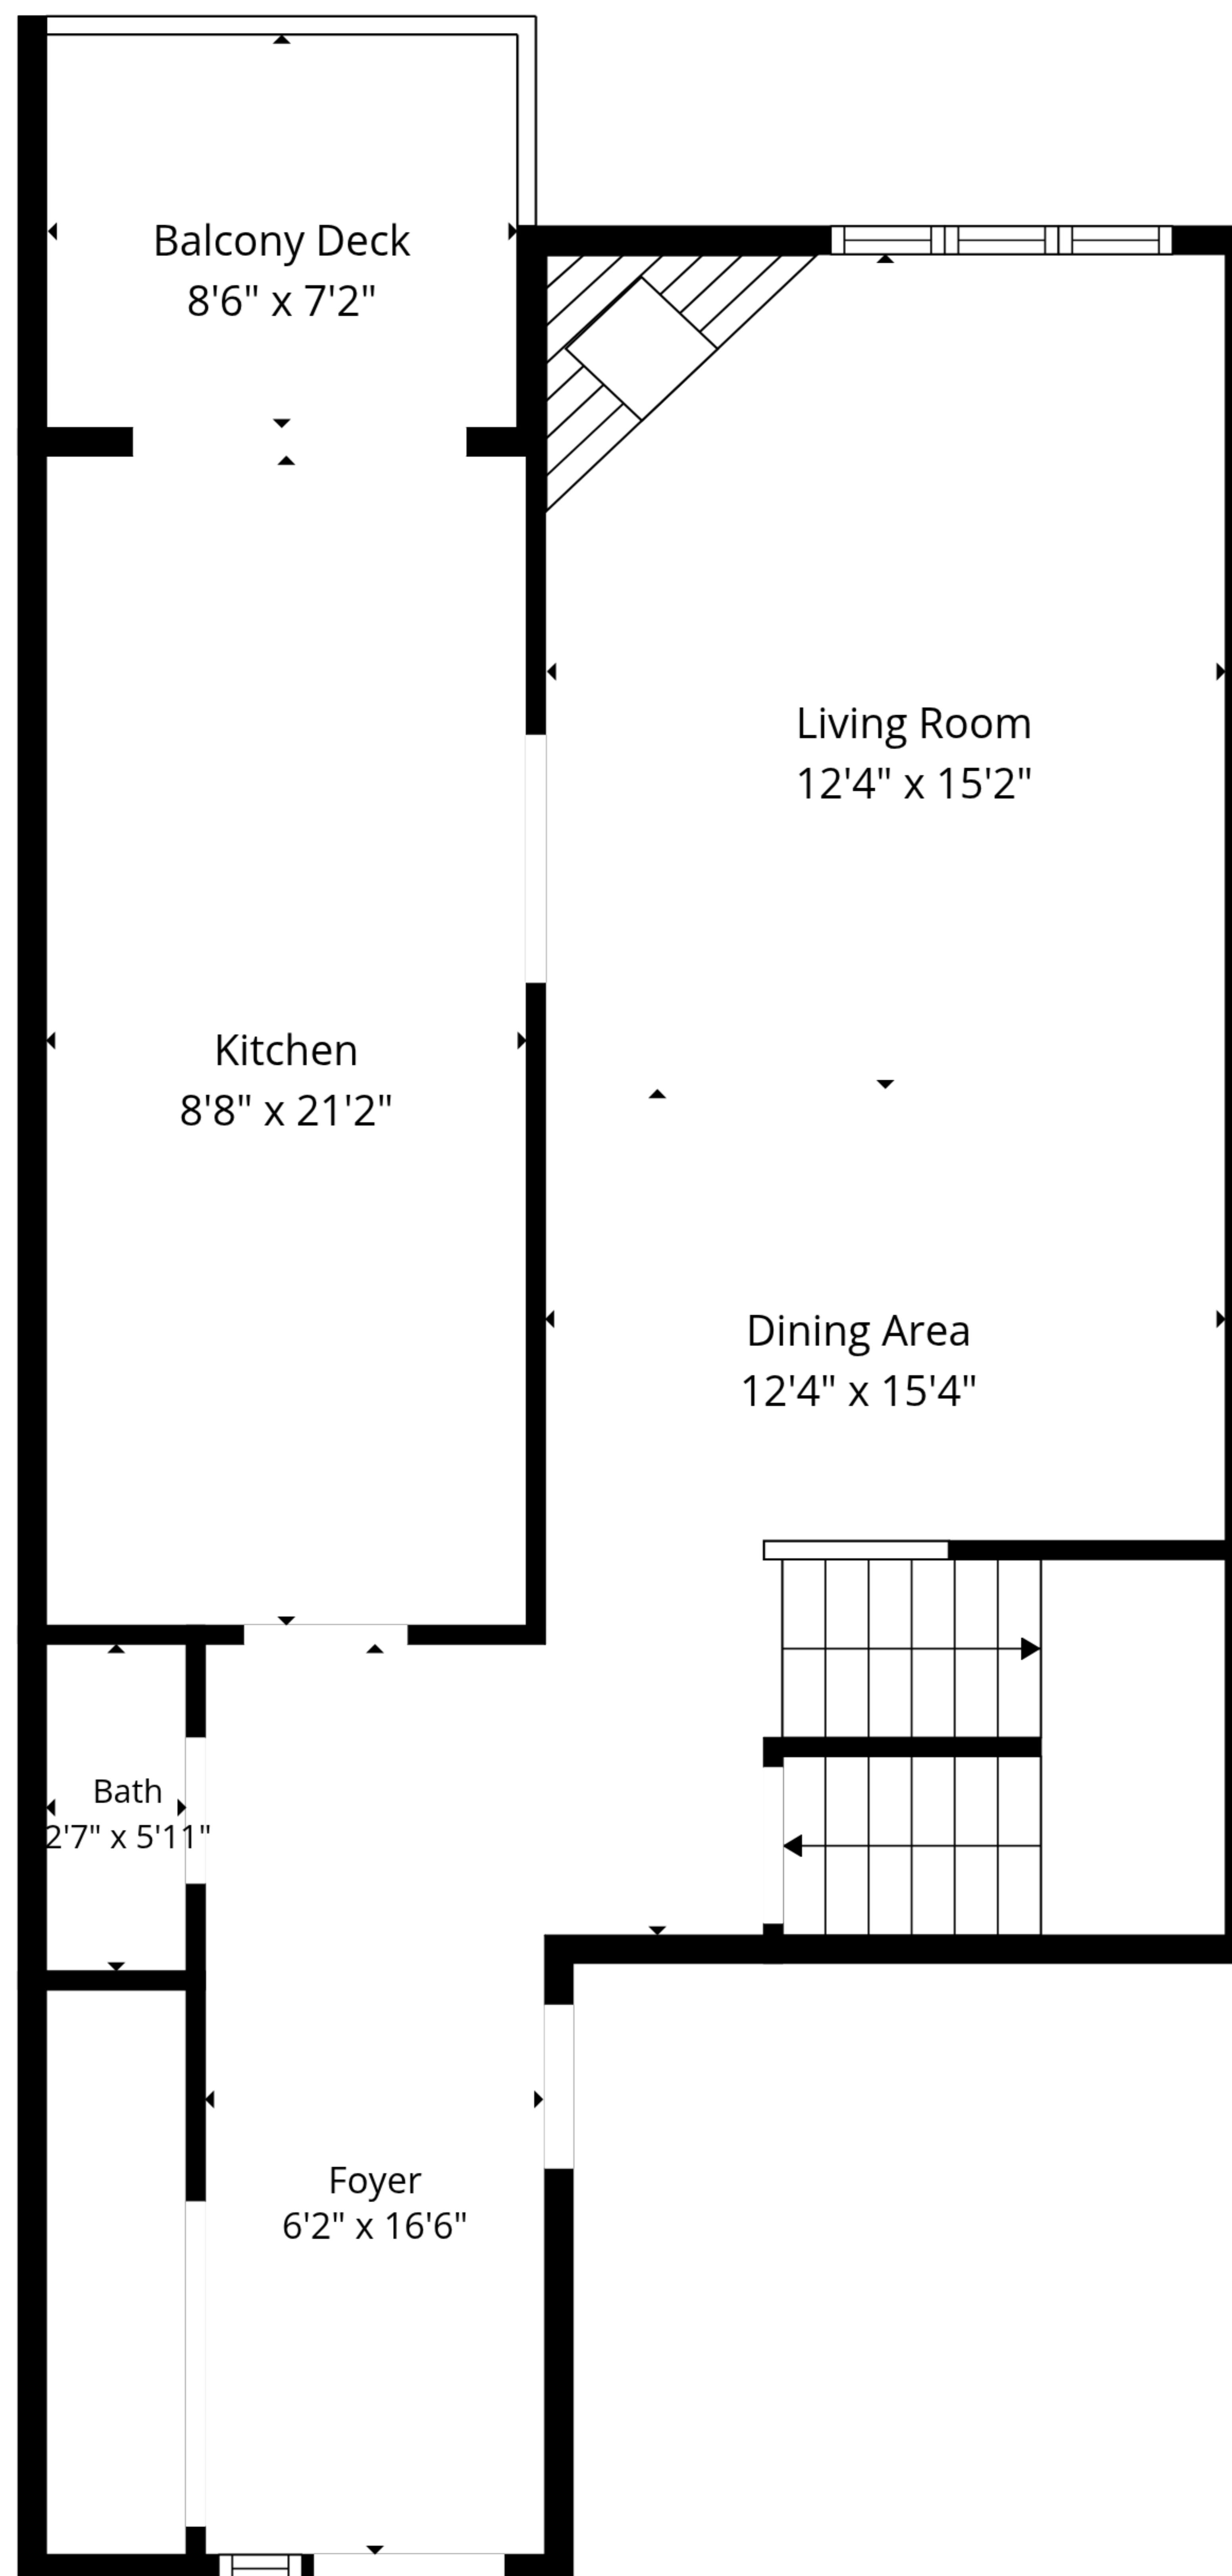 Balcony Deck
8'6" x 7'2"
Living Room
12'4" x 15'2"
Kitchen
8'8" x 21'2"
Dining Area
12'4" x 15'4"
Bath
2'7" x 5'11"
Foyer
6'2" x 16'6"